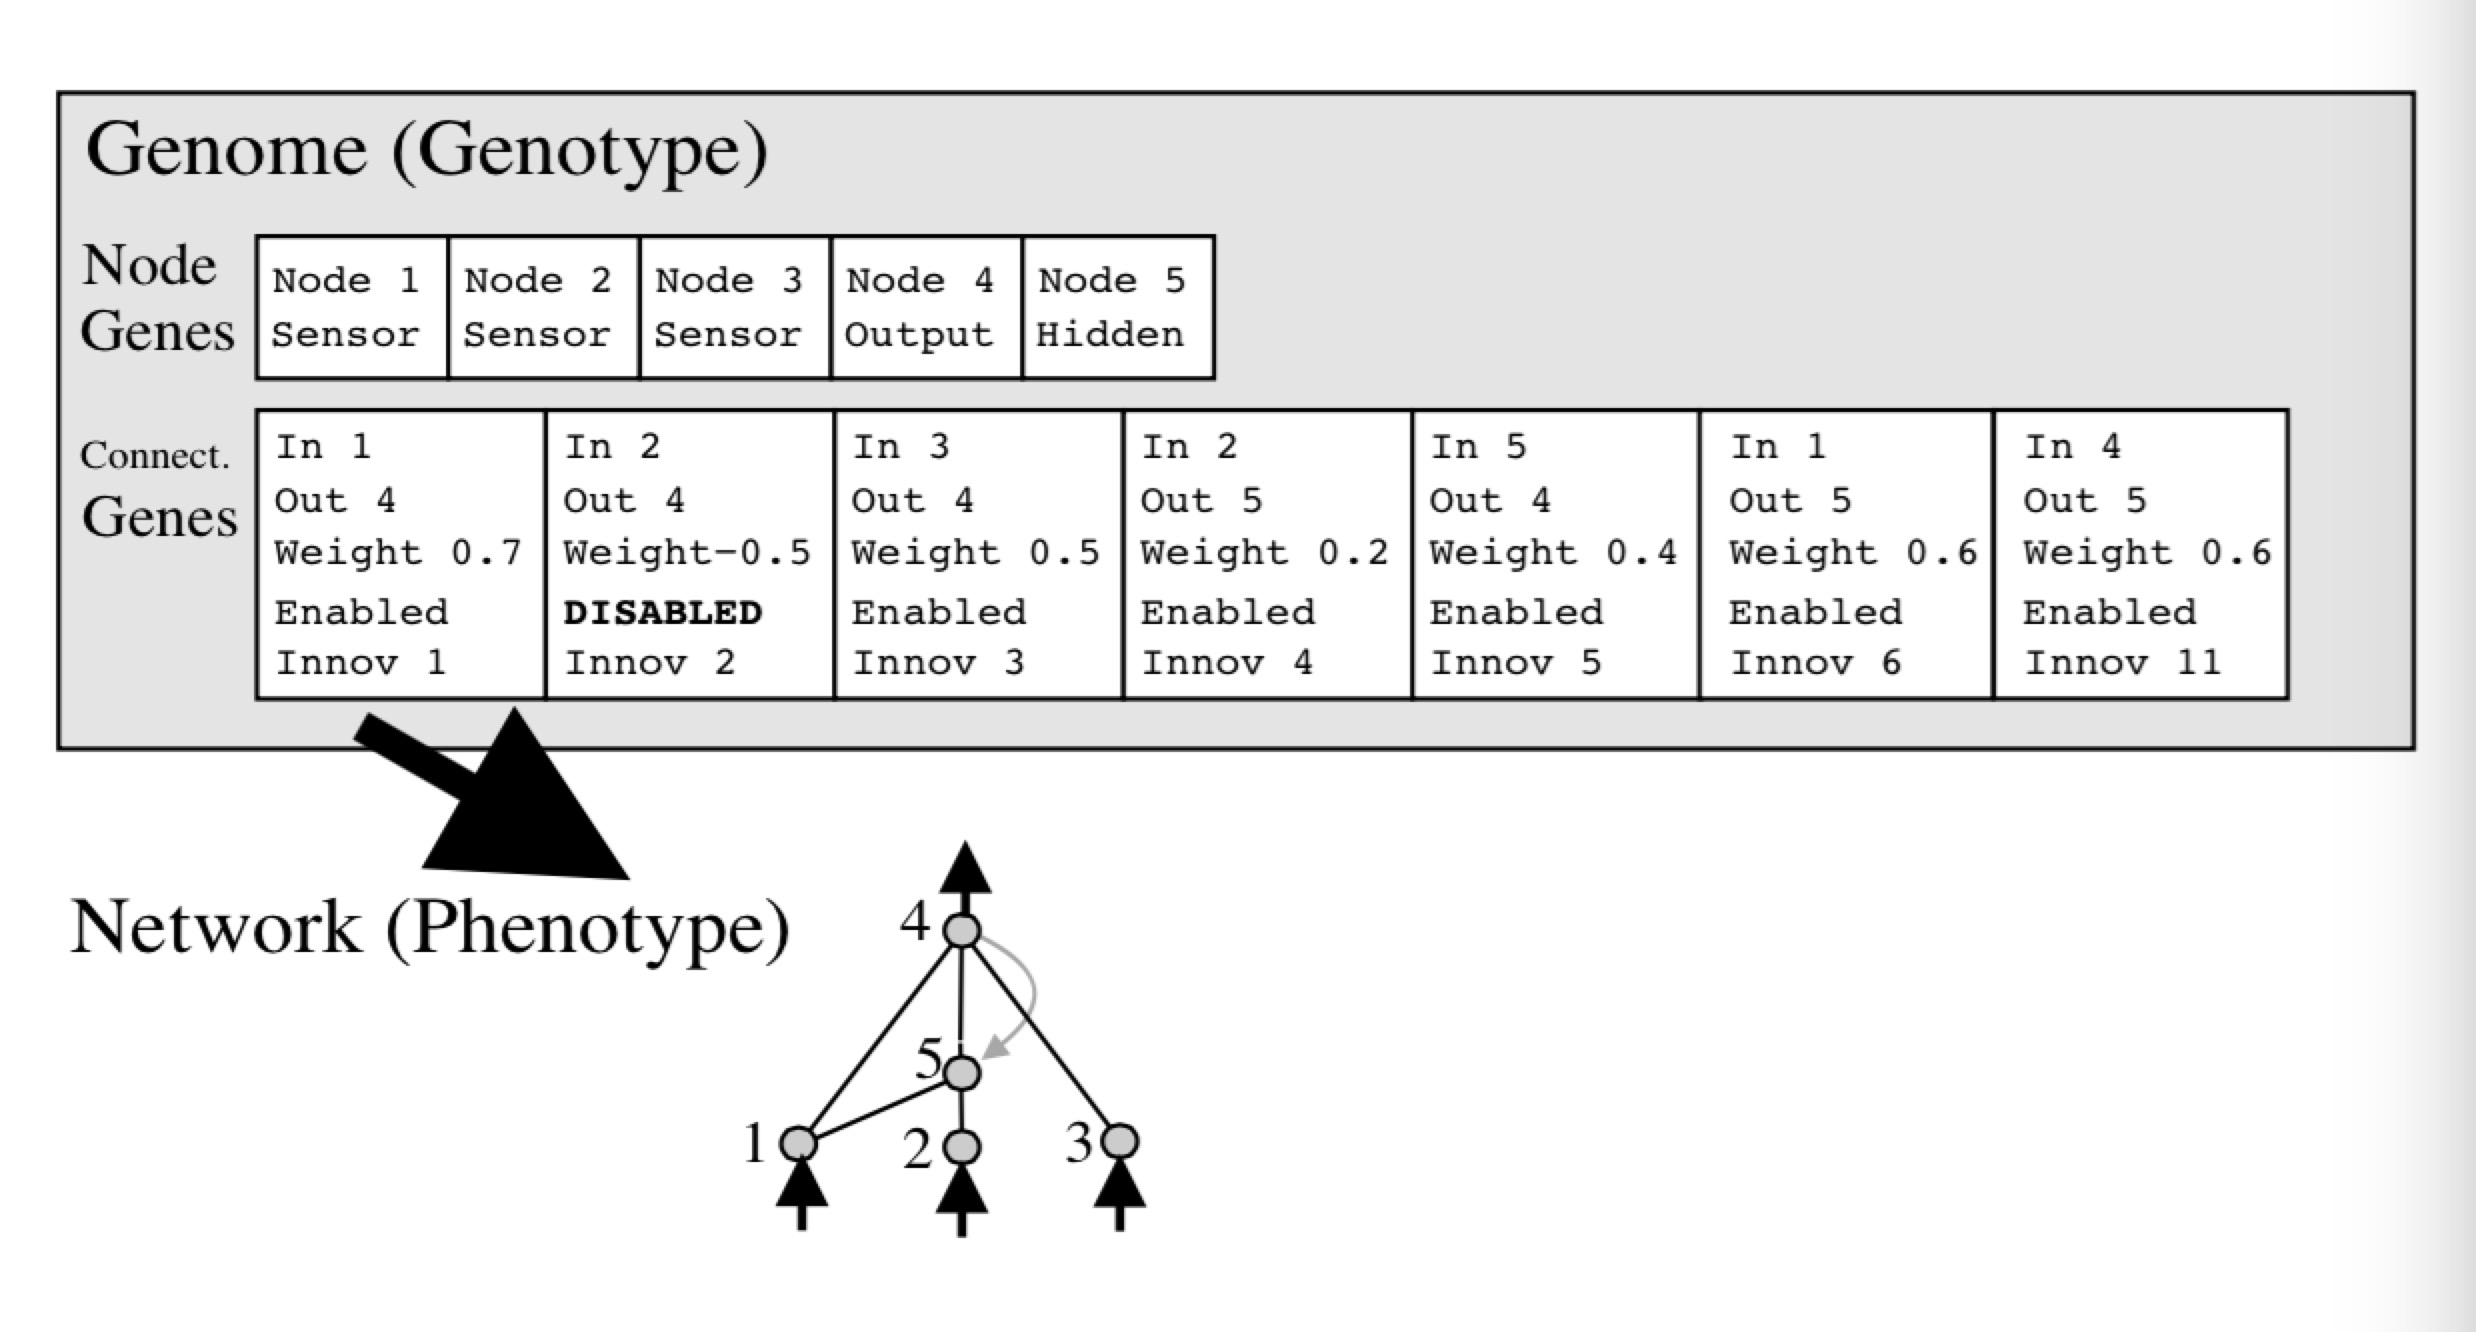 Genome (Genotype)
Node
Genes
Node 1 Node 2 Node 3 Node 4 Node 5
Sensor Sensor Sensor Output Hidden
Connect.
Genes
In 1 In 2 In 3 In 2 In 5 In 1 In 4
Out 4 Out 4 Out 4 Out 5 Out 4 Out 5 Out 5
Weight 0.7 Weight-0.5 Weight 0.5 Weight 0.2 Weight 0.4 Weight 0.6 Weight 0.6
Enabled DISABLED Enabled Enabled Enabled Enabled Enabled
Innov 1 Innov 2 Innov 3 Innov 4 Innov 5 Innov 6 Innov 11
Network (Phenotype)
4
5
1 2 3